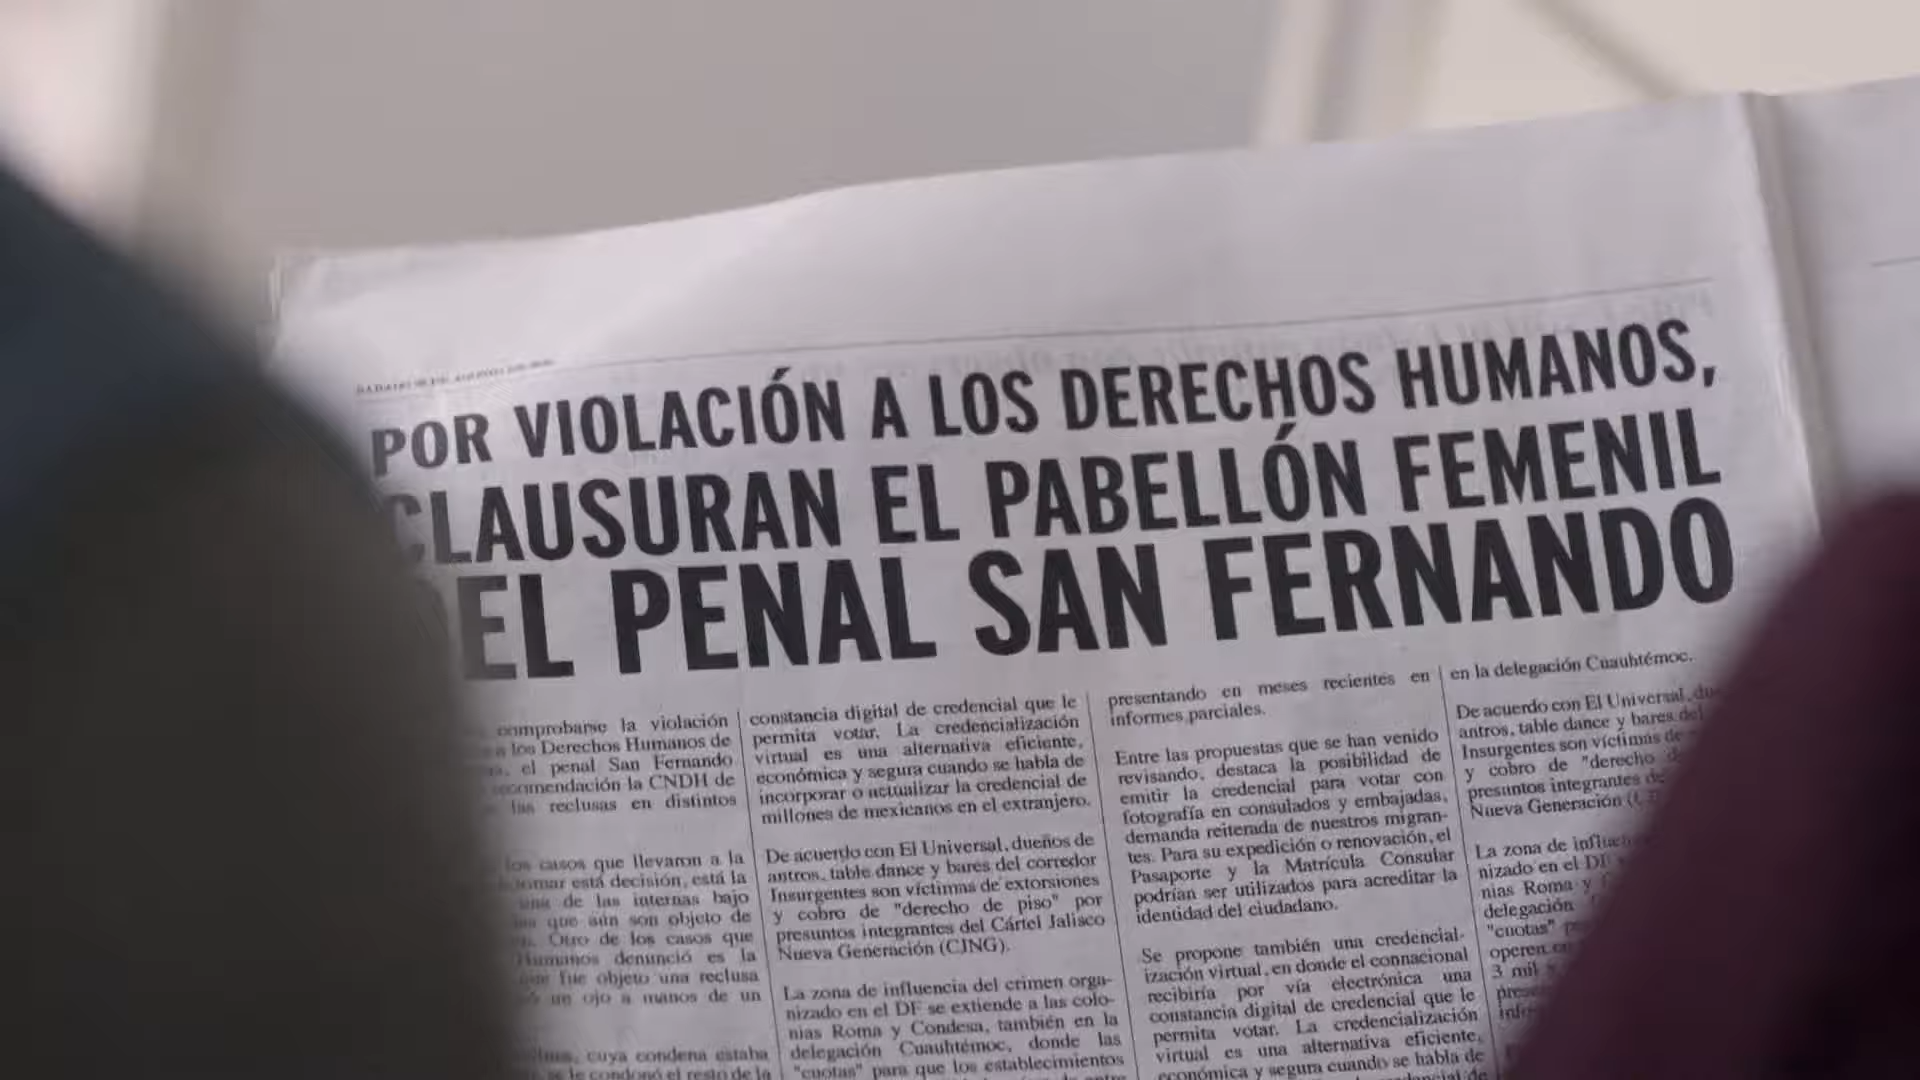 POR VIOLACIÓN A LOS DERECHOS HUMANOS,
CLAUSURAN EL PABELLÓN FEMENIL
DEL PENAL SAN FERNANDO
comprobarse la violación
a los Derechos Humanos de
el penal San Fernando
recomendación la CNDH de
las reclusas en distintos
los casos que llevaron a la
tomar está decisión, está la
una de las internas bajo
que aún son objeto de
Otro de los casos que
Humanos denunció es la
que fue objeto una reclusa
un ojo a manos de un
cuya condena estaba
se le condonó el resto de la
constancia digital de credencial que le
permita votar. La credencialización
virtual es una alternativa eficiente,
económica y segura cuando se habla de
incorporar o actualizar la credencial de
millones de mexicanos en el extranjero.
De acuerdo con El Universal, dueños de
antros, table dance y bares del corredor
Insurgentes son víctimas de extorsiones
y cobro de "derecho de piso" por
presuntos integrantes del Cártel Jalisco
Nueva Generación (CJNG).
La zona de influencia del crimen orga-
nizado en el DF se extiende a las colo-
nias Roma y Condesa, también en la
delegación Cuauhtémoc, donde las
"cuotas" para que los establecimientos
presentando en meses recientes en
informes parciales.
Entre las propuestas que se han venido
revisando, destaca la posibilidad de
emitir la credencial para votar con
fotografía en consulados y embajadas,
demanda reiterada de nuestros migran-
tes. Para su expedición o renovación, el
Pasaporte y la Matrícula Consular
podrían ser utilizados para acreditar la
identidad del ciudadano.
Se propone también una credencial-
ización virtual, en donde el connacional
recibiría por vía electrónica una
constancia digital de credencial que le
permita votar. La credencialización
virtual es una alternativa eficiente,
económica y segura cuando se habla de
en la delegación Cuauhtémoc.
De acuerdo con El Universal,
antros, table dance y bares del
Insurgentes son víctimas de
y cobro de "derecho
presuntos integrantes de
Nueva Generación
La zona de
nizado en el DF
nias Roma y
delegación
"cuotas"
operen
3 mil